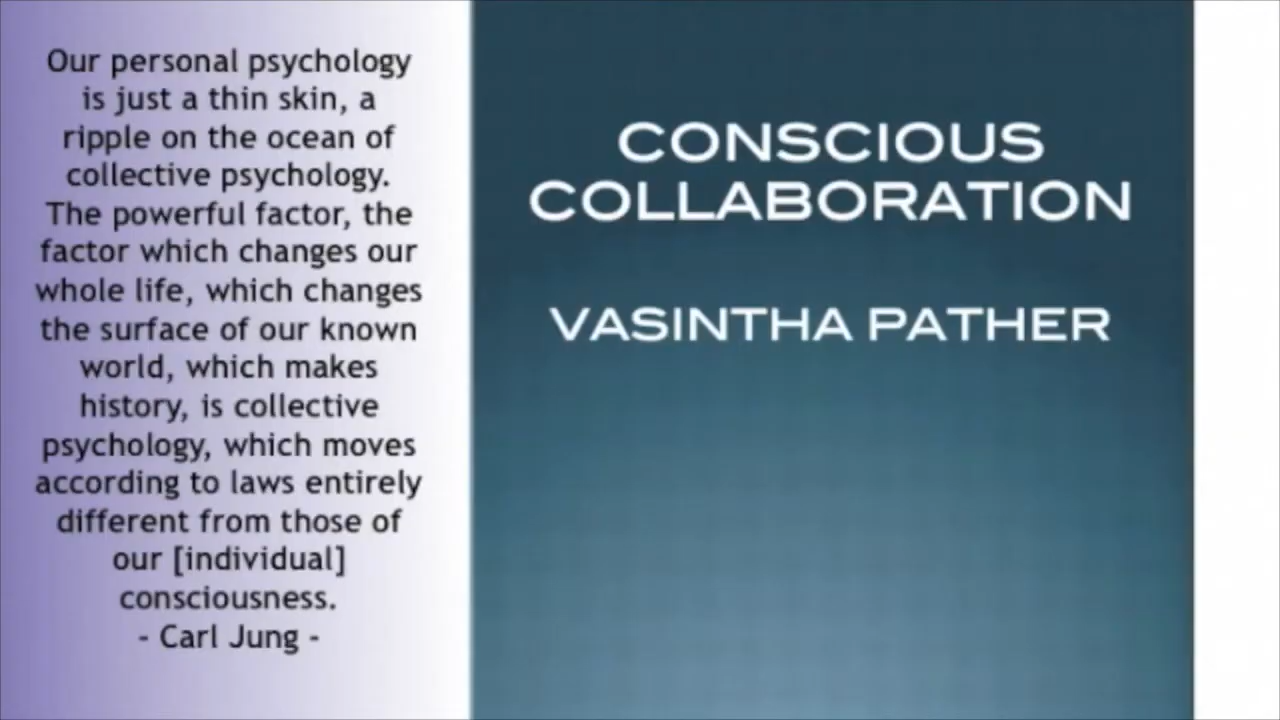 Our personal psychology
is just a thin skin, a
ripple on the ocean of
collective psychology.
The powerful factor, the
factor which changes our
whole life, which changes
the surface of our known
world, which makes
history, is collective
psychology, which moves
according to laws entirely
different from those of
our [individual]
consciousness.
- Carl Jung -
CONSCIOUS
COLLABORATION
VASINTHA PATHER